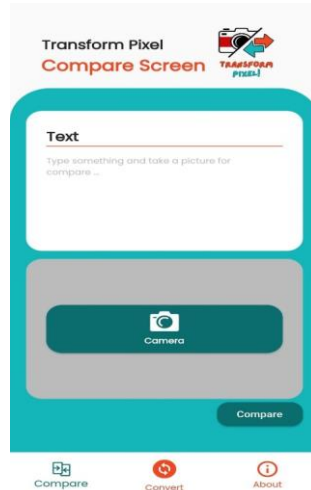 Transform Pixel
Compare Screen
TRANSFORM
PIXEL!
Text
Type something and take a picture for
compare ...
Camera
Compare
Compare
Convert
About